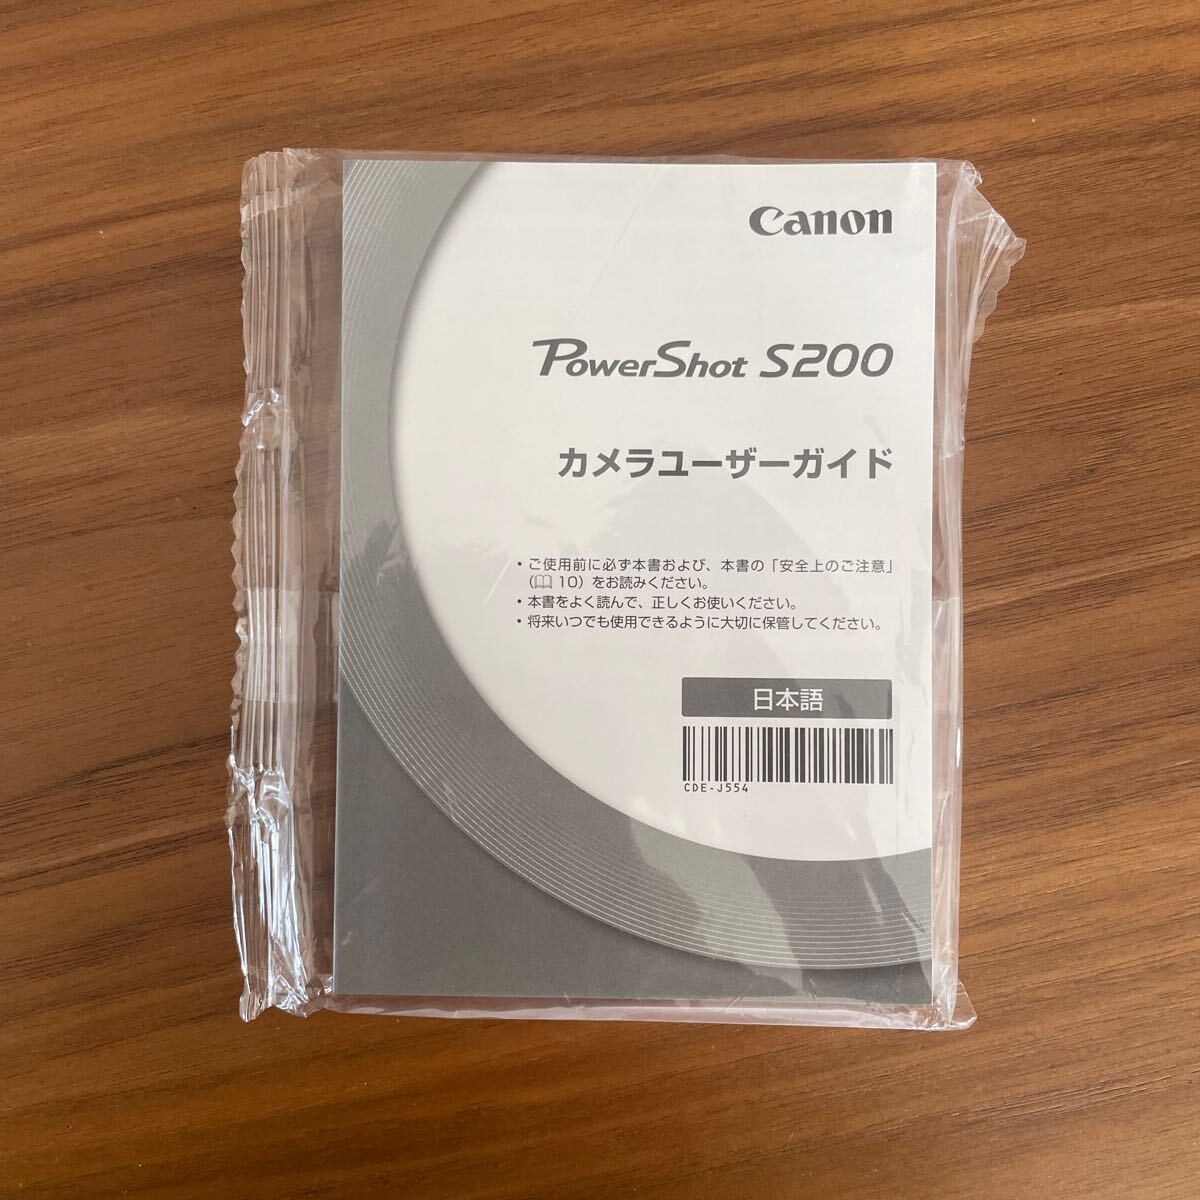 Canon
PowerShot S200
カメラユーザーガイド
・ご使用前に必ず本書および、本書の「安全上のご注意」
（📖 10）をお読みください。
・本書をよく読んで、正しくお使いください。
・将来いつでも使用できるように大切に保管してください。
日本語
CDE-J554